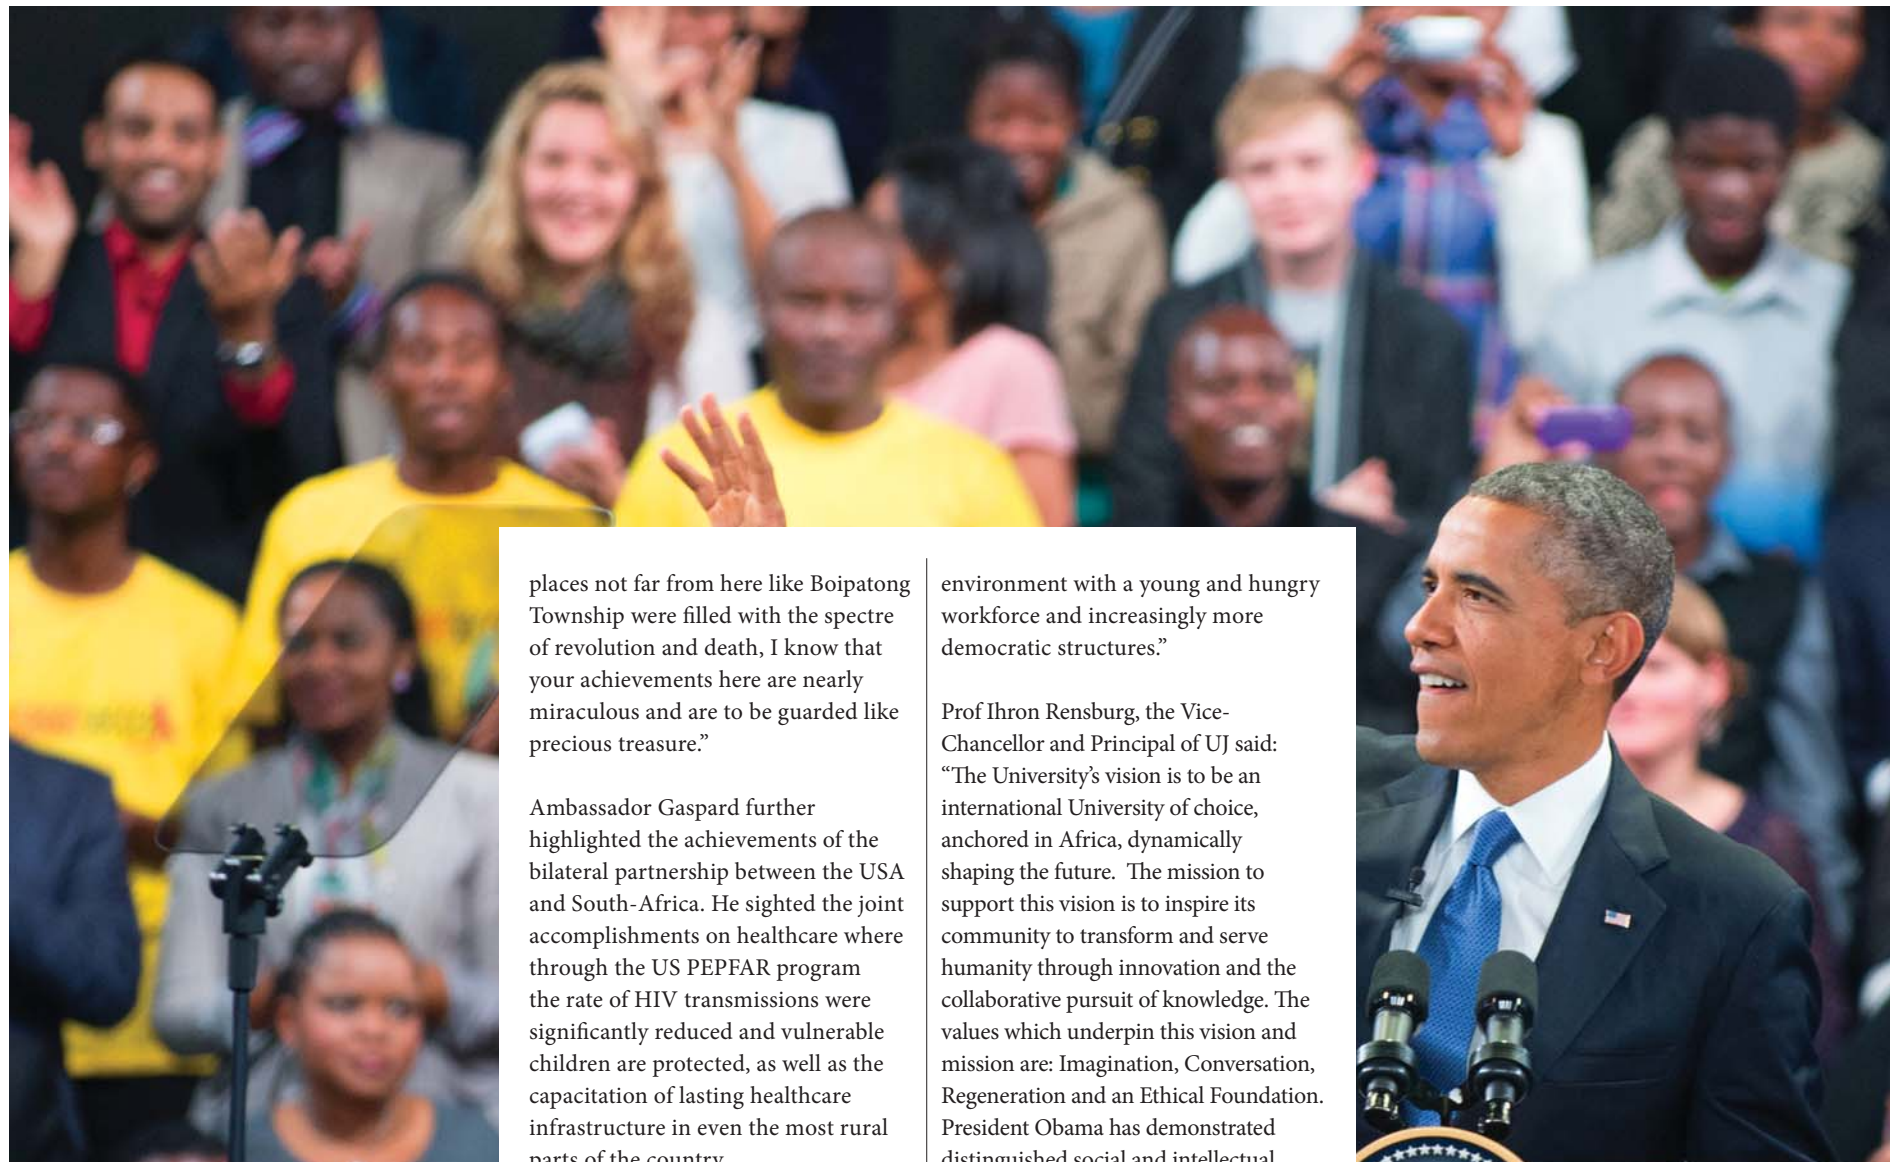 places not far from here like Boipatong
Township were filled with the spectre
of revolution and death, I know that
your achievements here are nearly
miraculous and are to be guarded like
precious treasure.”
Ambassador Gaspard further
highlighted the achievements of the
bilateral partnership between the USA
and South-Africa. He sighted the joint
accomplishments on healthcare where
through the US PEPFAR program
the rate of HIV transmissions were
significantly reduced and vulnerable
children are protected, as well as the
capacitation of lasting healthcare
infrastructure in even the most rural
parts of the country
environment with a young and hungry
workforce and increasingly more
democratic structures.”
Prof Ihron Rensburg, the Vice-
Chancellor and Principal of UJ said:
“The University’s vision is to be an
international University of choice,
anchored in Africa, dynamically
shaping the future.  The mission to
support this vision is to inspire its
community to transform and serve
humanity through innovation and the
collaborative pursuit of knowledge. The
values which underpin this vision and
mission are: Imagination, Conversation,
Regeneration and an Ethical Foundation.
President Obama has demonstrated
distinguished social and intellectual